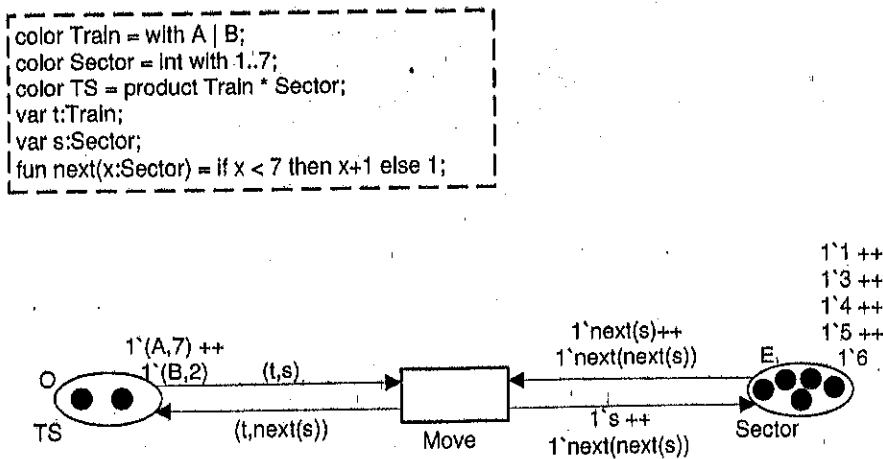 color Train = with A | B;
color Sector = int with 1..7;
color TS = product Train * Sector;
var t:Train;
var s:Sector;
fun next(x:Sector) = if x < 7 then x+1 else 1;
1`1 ++
1`3 ++
1`4 ++
1`5 ++
1`6
1`(A,7) ++
1`(B,2)
O
(t,s)
1`next(s)++
1`next(next(s))
E
TS
(t,next(s))
Move
1`s ++
1`next(next(s))
Sector